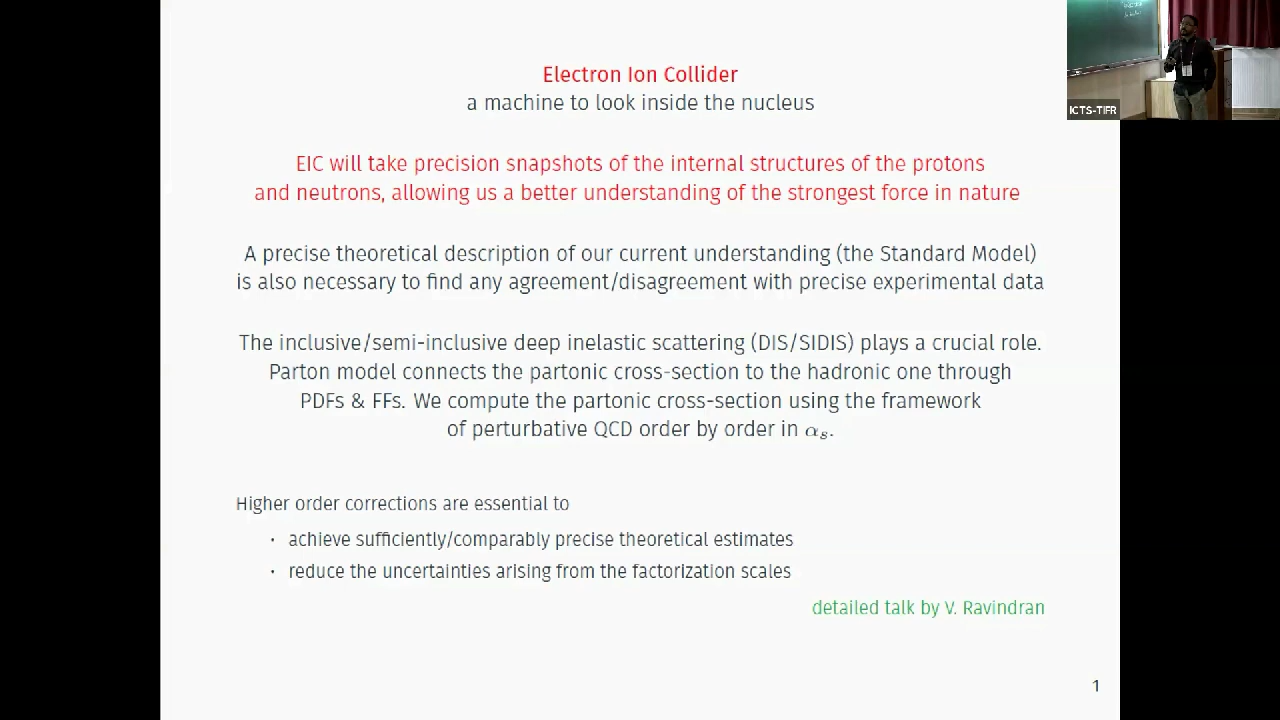 Electron Ion Collider
a machine to look inside the nucleus
EIC will take precision snapshots of the internal structures of the protons
and neutrons, allowing us a better understanding of the strongest force in nature
A precise theoretical description of our current understanding (the Standard Model)
is also necessary to find any agreement/disagreement with precise experimental data
The inclusive/semi-inclusive deep inelastic scattering (DIS/SIDIS) plays a crucial role.
Parton model connects the partonic cross-section to the hadronic one through
PDFs & FFs. We compute the partonic cross-section using the framework
of perturbative QCD order by order in αₛ.
Higher order corrections are essential to
· achieve sufficiently/comparably precise theoretical estimates
· reduce the uncertainties arising from the factorization scales
detailed talk by V. Ravindran
1
ICTS-TIFR